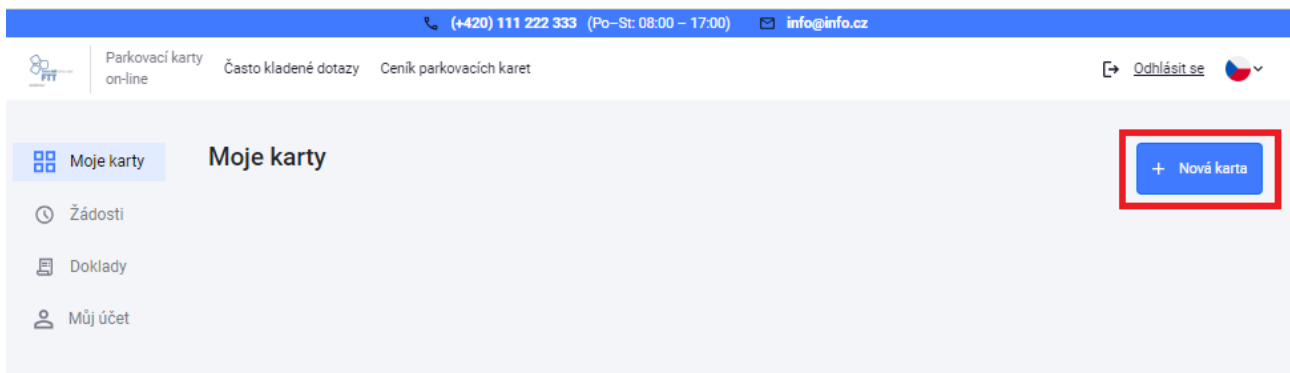 (+420) 111 222 333 (Po–St: 08:00 – 17:00) info@info.cz
FTT
Parkovací karty
on-line
Často kladené dotazy Ceník parkovacích karet
Odhlásit se
Moje karty
Žádosti
Doklady
Můj účet
Moje karty
+ Nová karta